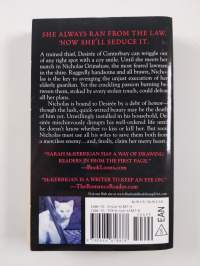 SHE ALWAYS RAN FROM THE LAW,
NOW SHE'LL SEDUCE IT.
A trained thief, Desirée of Canterbury can wriggle out
of any tight spot with a coy smile. Until she meets her
match in Nicholas Grimshaw, the most feared lawman
in the shire. Ruggedly handsome and all brawn, Nicho-
las is the key to avenging the unjust execution of her
elderly guardian. Yet the crackling passion burning be-
tween them, stoked by every stolen touch, could defeat
all her plans.
Nicholas is bound to Desirée by a debt of honor—
though the lush, quick-witted beauty may be the death
of him yet. Unwillingly installed in his household, De-
sirée mischievously disrupts his well-ordered life until
he doesn't know whether to kiss or kill her. But soon
Nicholas must use all his wiles to save them both from
a merciless enemy...and, finally, claim her mercy heart.
SARAH McKERRIGAN HAS A WAY OF DRAWING
READERS IN FROM THE FIRST PAGE.
—BookLoons.com
McKERRIGAN IS A WRITER TO KEEP AN EYE ON.
—TheRomanceReader.com
EAN